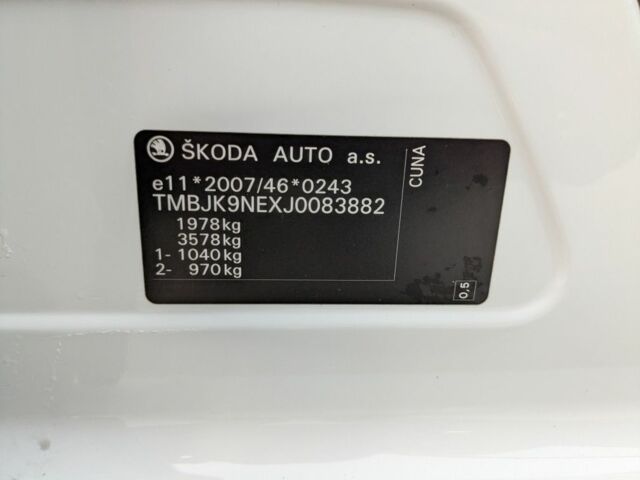 ŠKODA AUTO a.s.
e11*2007/46*0243
TMBJK9NEXJ0083882
1978kg
3578kg
1- 1040kg
2- 970kg
CUNA
0,5